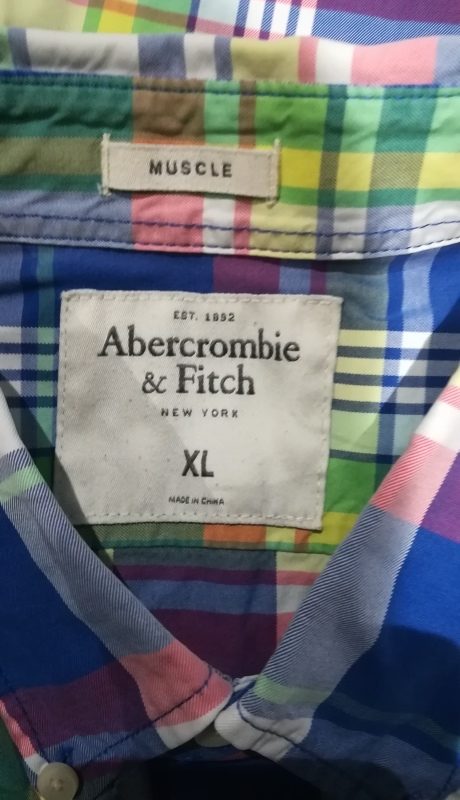 MUSCLE
EST. 1892
Abercrombie
& Fitch
NEW YORK
XL
MADE IN CHINA